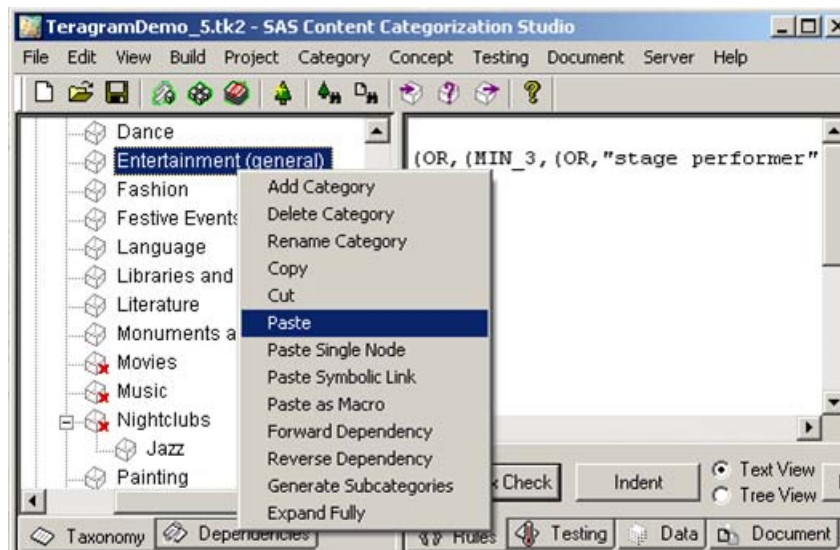 TeragramDemo_5.tk2 - SAS Content Categorization Studio
File Edit View Build Project Category Concept Testing Document Server Help
Dance
Entertainment (general)
(OR, (MIN_3, (OR,"stage performer"
Fashion
Festive Events
Language
Libraries and
Literature
Monuments a
Movies
Music
Nightclubs
Jazz
Painting
Add Category
Delete Category
Rename Category
Copy
Cut
Paste
Paste Single Node
Paste Symbolic Link
Paste as Macro
Forward Dependency
Reverse Dependency
Generate Subcategories
Expand Fully
x Check Indent Text View
Tree View
Taxonomy Dependencies Rules Testing Data Document